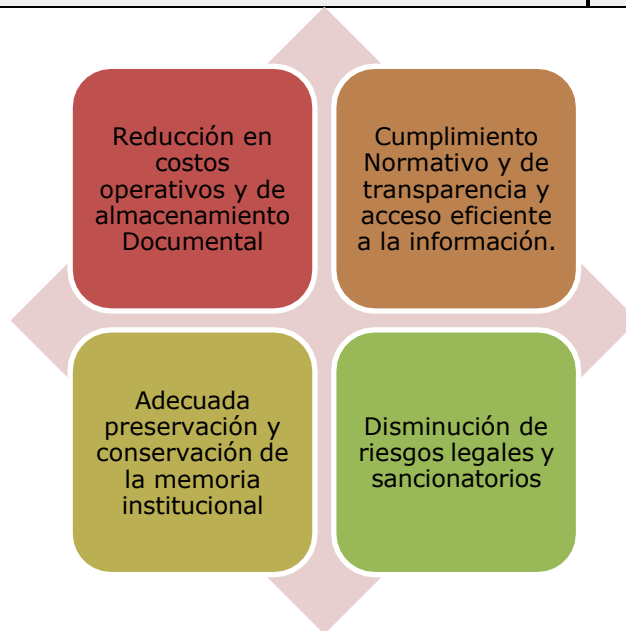 Reducción en
costos
operativos y de
almacenamiento
Documental
Cumplimiento
Normativo y de
transparencia y
acceso eficiente
a la información.
Adecuada
preservación y
conservación de
la memoria
institucional
Disminución de
riesgos legales y
sancionatorios